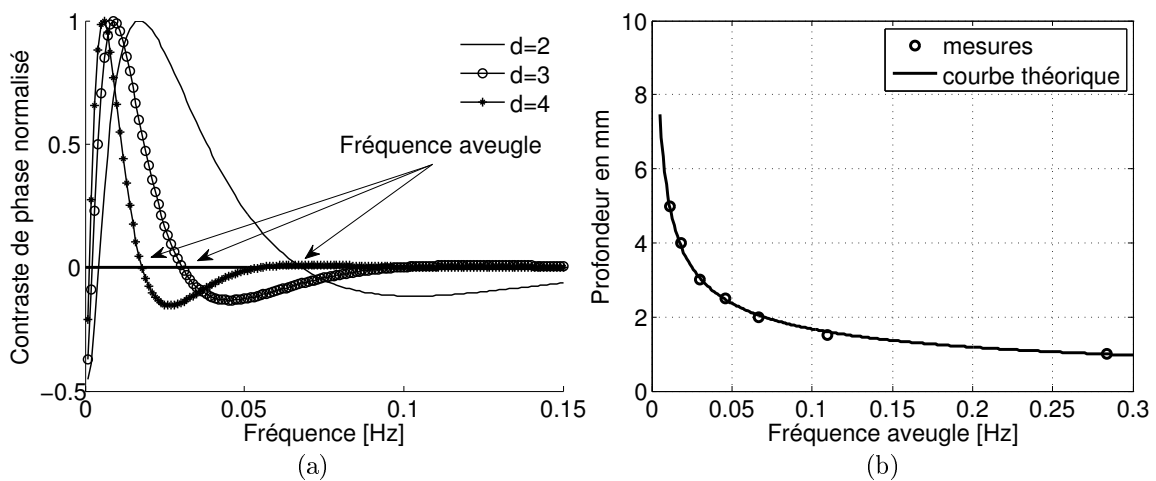 Contraste de phase normalisé
1
0.5
0
−0.5
0
0.05
0.1
0.15
Fréquence [Hz]
d=2
d=3
d=4
Fréquence aveugle
(a)
Profondeur en mm
10
8
6
4
2
0
0
0.05
0.1
0.15
0.2
0.25
0.3
Fréquence aveugle [Hz]
mesures
courbe théorique
(b)